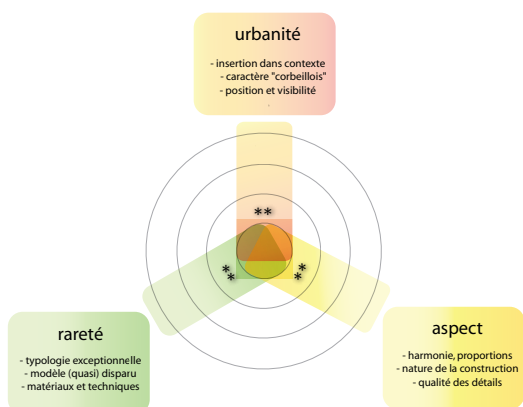 urbanité
- insertion dans contexte
- caractère "corbeillois"
- position et visibilité
**
**
**
rareté
- typologie exceptionnelle
- modèle (quasi) disparu
- matériaux et techniques
aspect
- harmonie, proportions
- nature de la construction
- qualité des détails